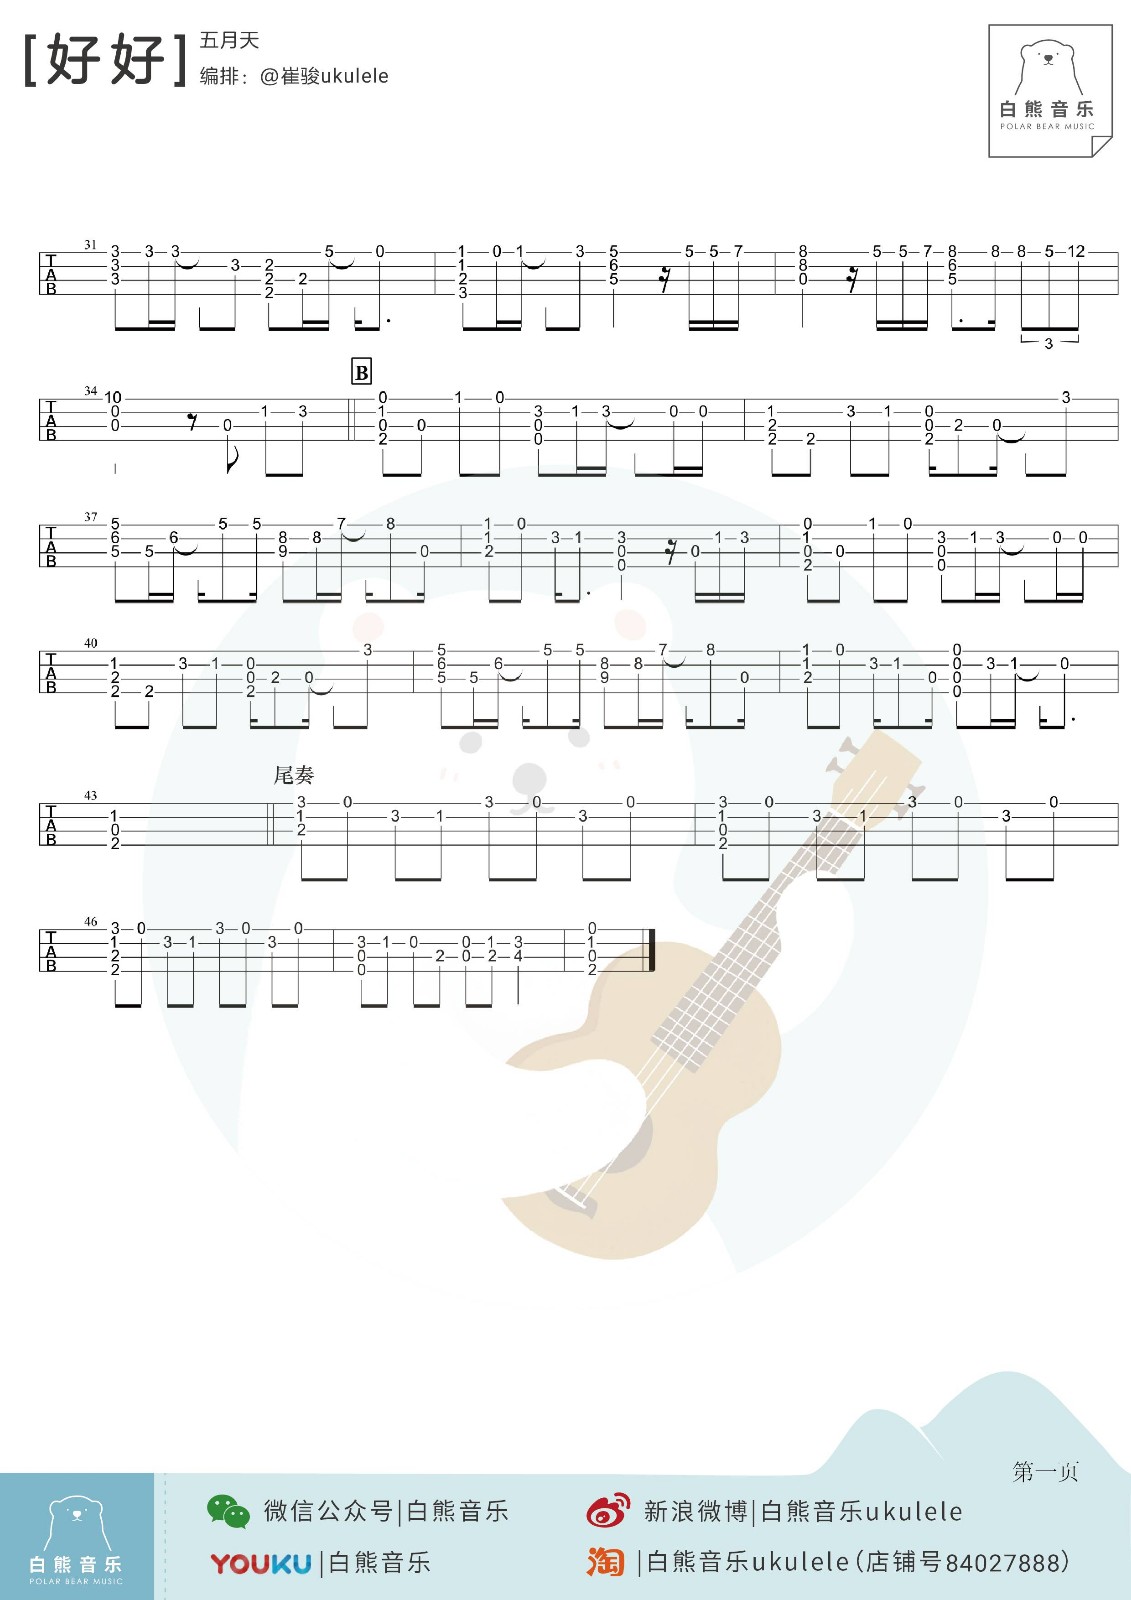 [好好]
五月天
编排：@崔骏ukulele
白熊音乐
POLAR BEAR MUSIC
31
34
B
37
40
43
尾奏
46
第一页
微信公众号|白熊音乐
新浪微博|白熊音乐ukulele
YOUKU|白熊音乐
淘|白熊音乐ukulele(店铺号84027888)
白熊音乐
POLAR BEAR MUSIC